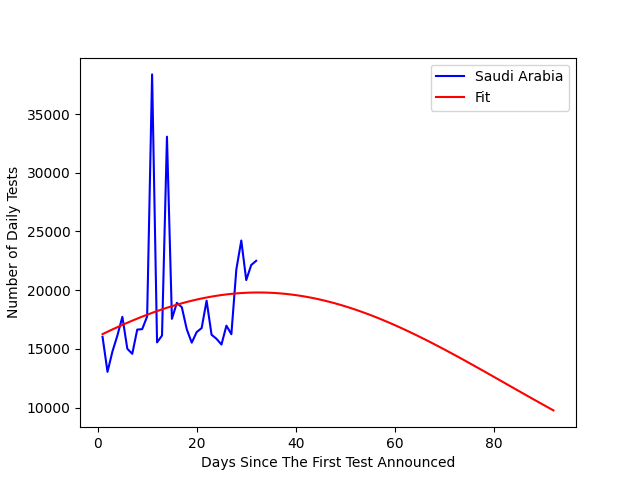 Saudi Arabia
Fit
35000
30000
25000
20000
15000
10000
Number of Daily Tests
0
20
40
60
80
Days Since The First Test Announced